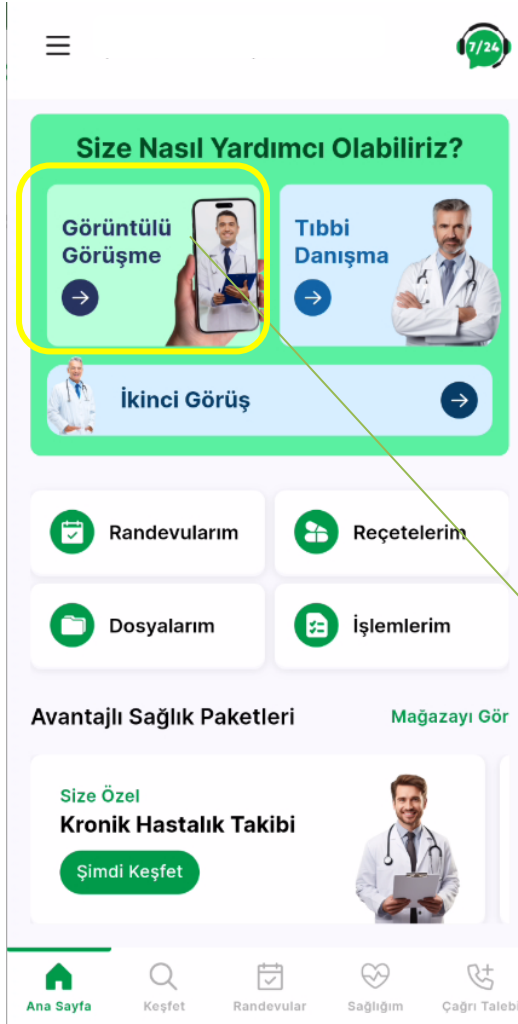 7/24
Size Nasıl Yardımcı Olabiliriz?
Görüntülü
Görüşme
Tıbbi
Danışma
İkinci Görüş
Randevularım
Reçetelerim
Dosyalarım
İşlemlerim
Avantajlı Sağlık Paketleri
Mağazayı Gör
Size Özel
Kronik Hastalık Takibi
Şimdi Keşfet
Ana Sayfa
Keşfet
Randevular
Sağlığım
Çağrı Talebi